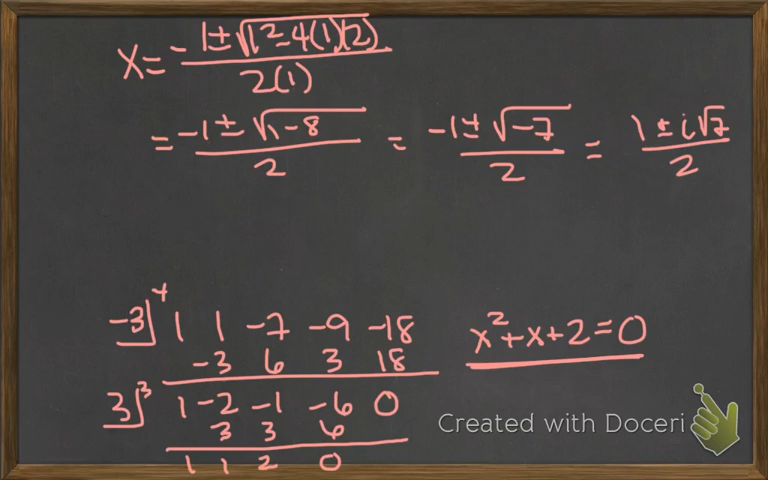 x = -1 ± √1² - 4(1)(2) / 2(1)
= -1 ± √1 - 8 / 2 = -1 ± √-7 / 2 = 1 ± i√7 / 2
-3 4 1 1 -7 -9 -18
-3 6 3 18
3 3 1 -2 -1 -6 0
3 3 6
1 1 2 0
x² + x + 2 = 0
Created with Doceri